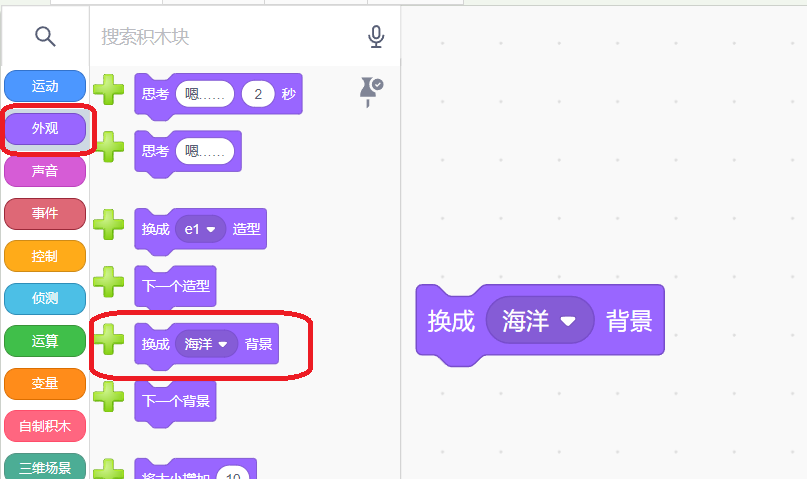 搜索积木块
运动
外观
声音
事件
控制
侦测
运算
变量
自制积木
三维场景
思考 嗯…… 2 秒
思考 嗯……
换成 e1 造型
下一个造型
换成 海洋 背景
下一个背景
将大小增加 10
换成 海洋 背景